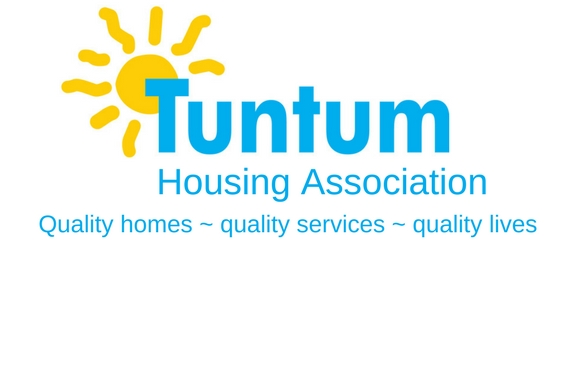 Tuntum
Housing Association
Quality homes ~ quality services ~ quality lives